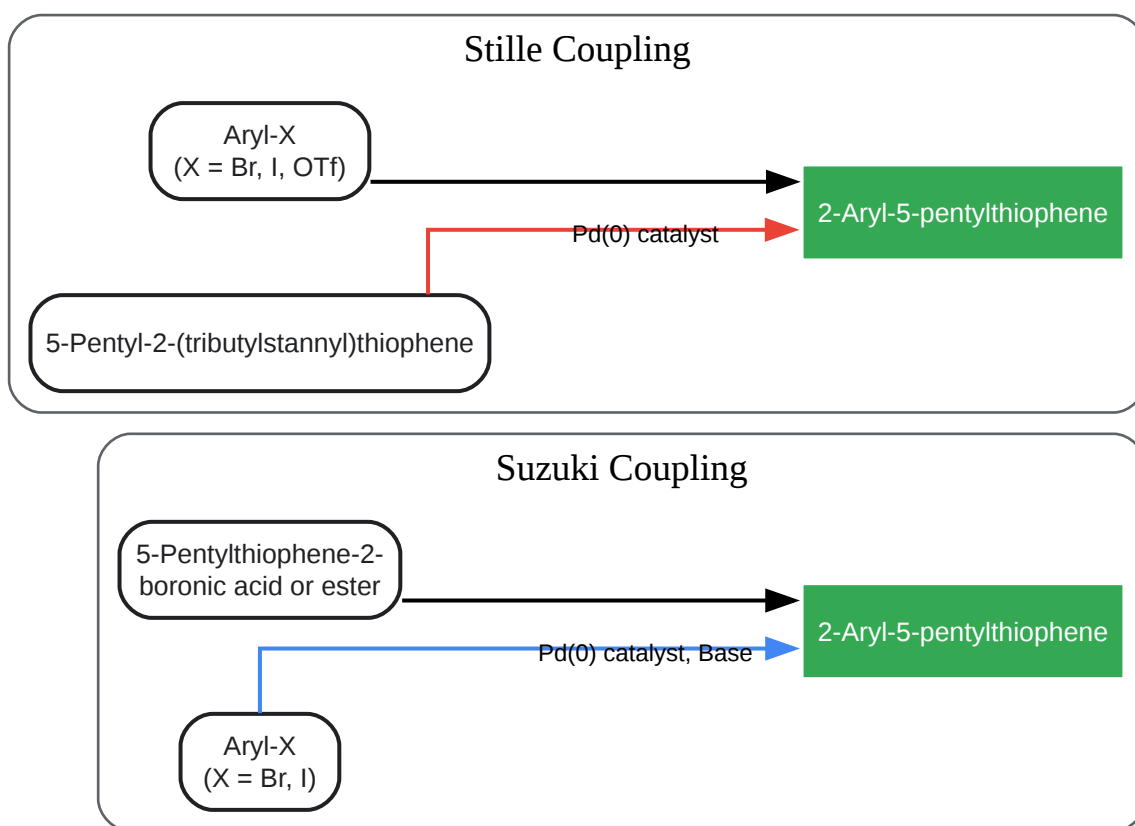 Stille Coupling
Aryl-X
(X = Br, I, OTf)
2-Aryl-5-pentylthiophene
Pd(0) catalyst
5-Pentyl-2-(tributylstannyl)thiophene
Suzuki Coupling
5-Pentylthiophene-2-
boronic acid or ester
2-Aryl-5-pentylthiophene
Pd(0) catalyst, Base
Aryl-X
(X = Br, I)